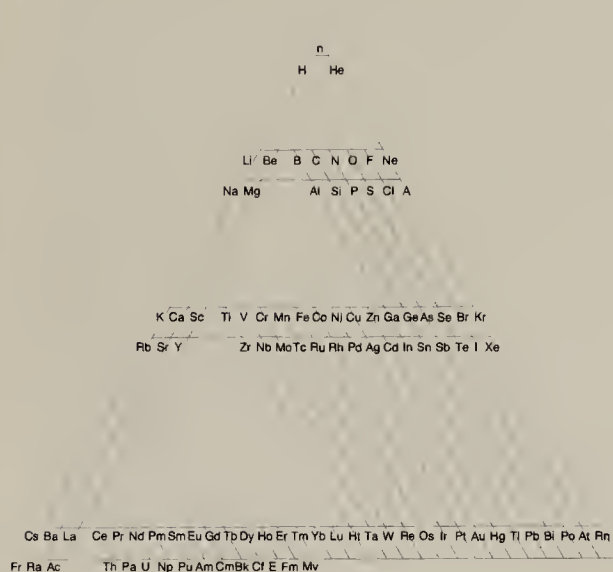 n
H He
Li Be B C N O F Ne
Na Mg Al Si P S Cl A
K Ca Sc Ti V Cr Mn Fe Co Ni Cu Zn Ga Ge As Se Br Kr
Rb Sr Y Zr Nb Mo Tc Ru Rh Pd Ag Cd In Sn Sb Te I Xe
Cs Ba La Ce Pr Nd Pm Sm Eu Gd Tb Dy Ho Er Tm Yb Lu Hf Ta W Re Os Ir Pt Au Hg Tl Pb Bi Po At Rn
Fr Ra Ac Th Pa U Np Pu Am Cm Bk Cf E Fm Mv